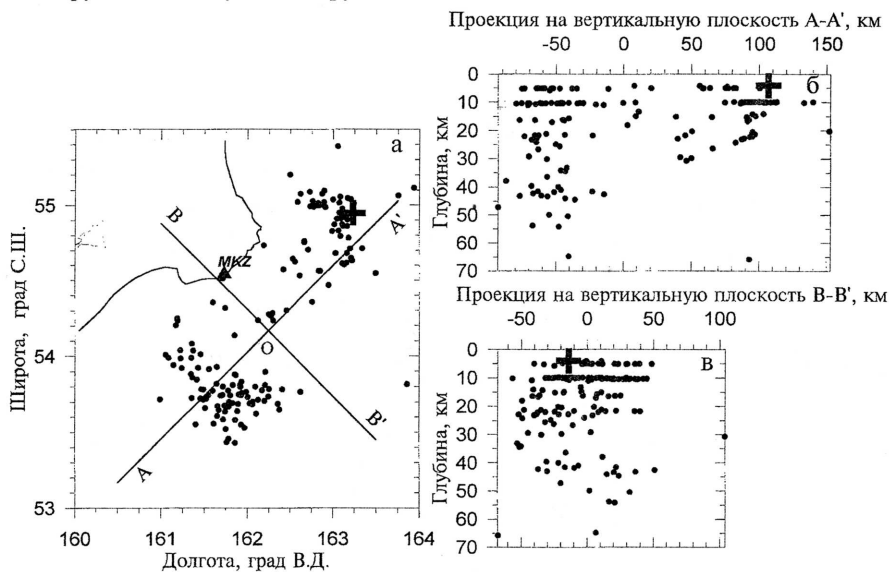 Проекция на вертикальную плоскость А-А', км
-50 0 50 100 150
0
10
20
30
40
50
60
70
Глубина, км
б
а
55
54
53
Широта, град С.Ш.
160 161 162 163 164
Долгота, град В.Д.
B
MKZ
A'
O
A
B'
Проекция на вертикальную плоскость В-В', км
-50 0 50 100
0
10
20
30
40
50
60
70
Глубина, км
в